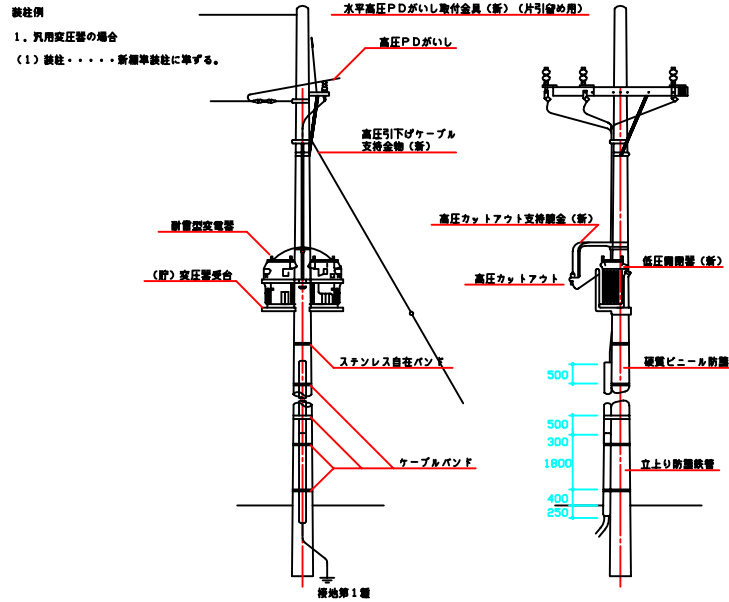 装柱例
1．汎用変圧器の場合
（1）装柱・・・・・新標準装柱に準ずる。
水平高圧PDがいし取付金具（新）（片引留め用）
高圧PDがいし
高圧引下げケーブル
支持金物（新）
高圧カットアウト支持腕金（新）
耐雷型変電器
低圧開閉器（新）
（貯）変圧器受台
高圧カットアウト
ステンレス自在バンド
硬質ビニール防護
500
500
300
ケーブルバンド
1800
立上り防護鉄管
400
250
接地第1種